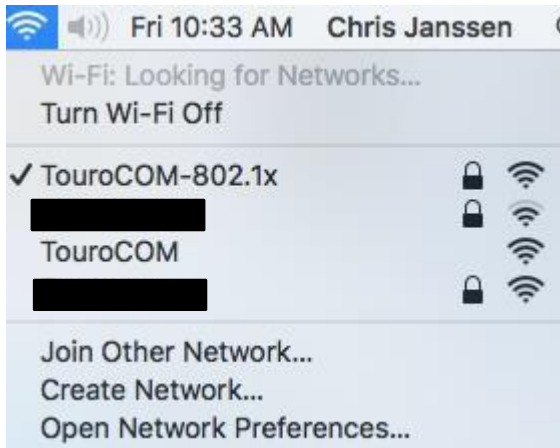 Fri 10:33 AM Chris Janssen
Wi-Fi: Looking for Networks...
Turn Wi-Fi Off
✓ TouroCOM-802.1x
TouroCOM
Join Other Network...
Create Network...
Open Network Preferences...